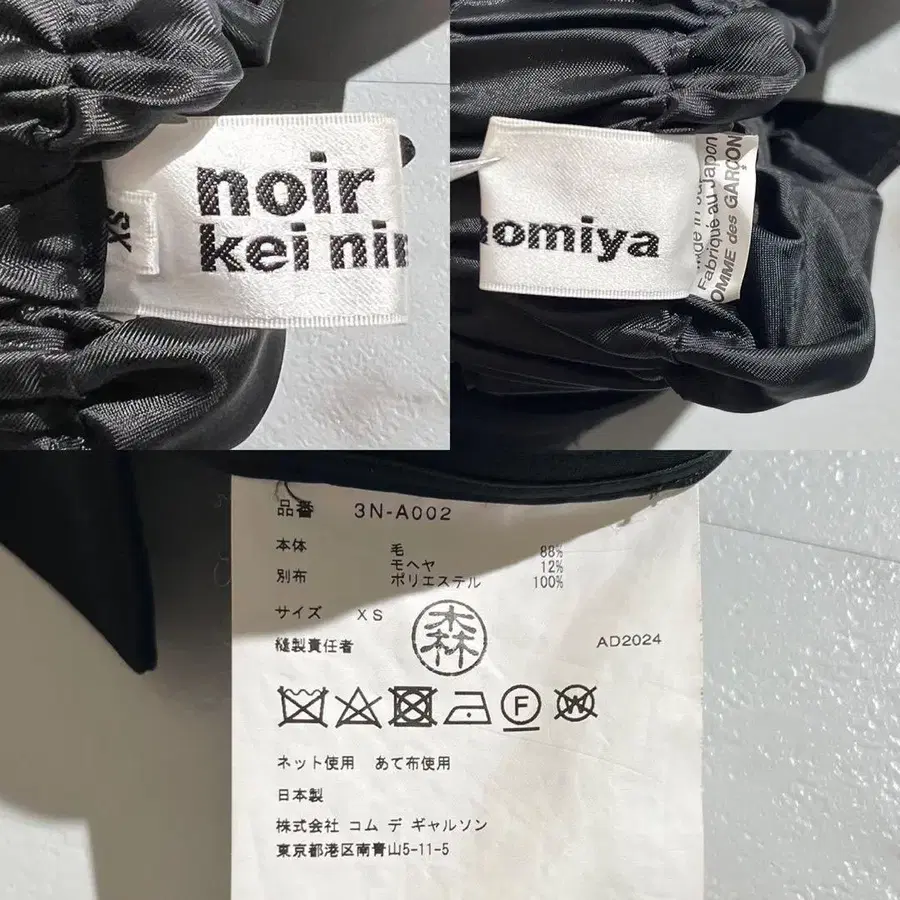 noir
kei nin
XS
nomiya
Made in Japan
Fabriqué au Japon
COMME des GARÇONS
品番 3N-A002
本体 毛 88%
モヘヤ 12%
別布 ポリエステル 100%
サイズ XS
縫製責任者 森 AD2024
F
W
ネット使用 あて布使用
日本製
株式会社 コム デ ギャルソン
東京都港区南青山5-11-5